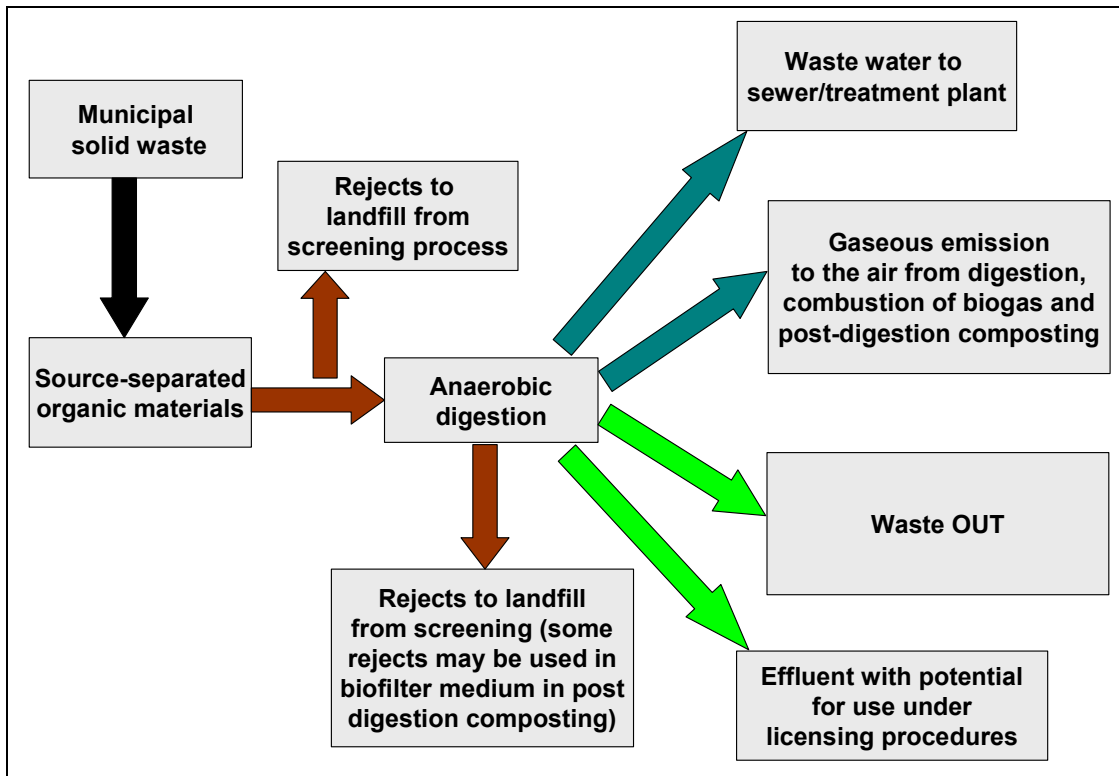 Municipal
solid waste
Source-separated
organic materials
Rejects to
landfill from
screening process
Anaerobic
digestion
Rejects to landfill
from screening (some
rejects may be used in
biofilter medium in post
digestion composting)
Waste water to
sewer/treatment plant
Gaseous emission
to the air from digestion,
combustion of biogas and
post-digestion composting
Waste OUT
Effluent with potential
for use under
licensing procedures